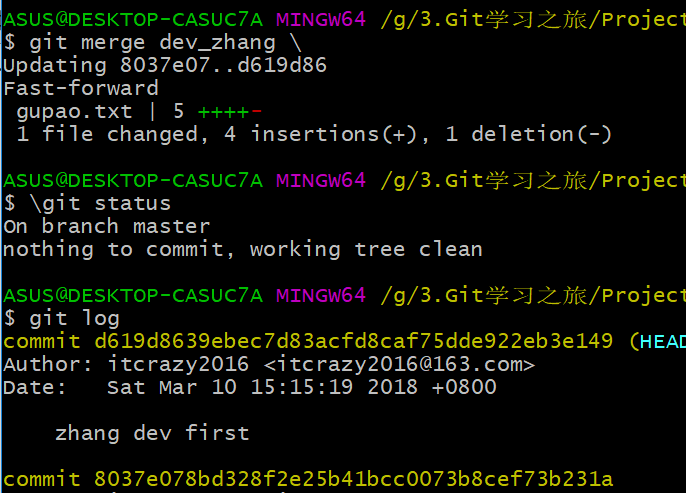 ASUS@DESKTOP-CASUC7A MINGW64 /g/3.Git学习之旅/Project
$ git merge dev_zhang \
Updating 8037e07..d619d86
Fast-forward
 gupao.txt | 5 ++++-
 1 file changed, 4 insertions(+), 1 deletion(-)
ASUS@DESKTOP-CASUC7A MINGW64 /g/3.Git学习之旅/Project
$ \git status
On branch master
nothing to commit, working tree clean
ASUS@DESKTOP-CASUC7A MINGW64 /g/3.Git学习之旅/Project
$ git log
commit d619d8639ebec7d83acfd8caf75dde922eb3e149 (HEAD
Author: itcrazy2016 <itcrazy2016@163.com>
Date:   Sat Mar 10 15:15:19 2018 +0800
    zhang dev first
commit 8037e078bd328f2e25b41bcc0073b8cef73b231a